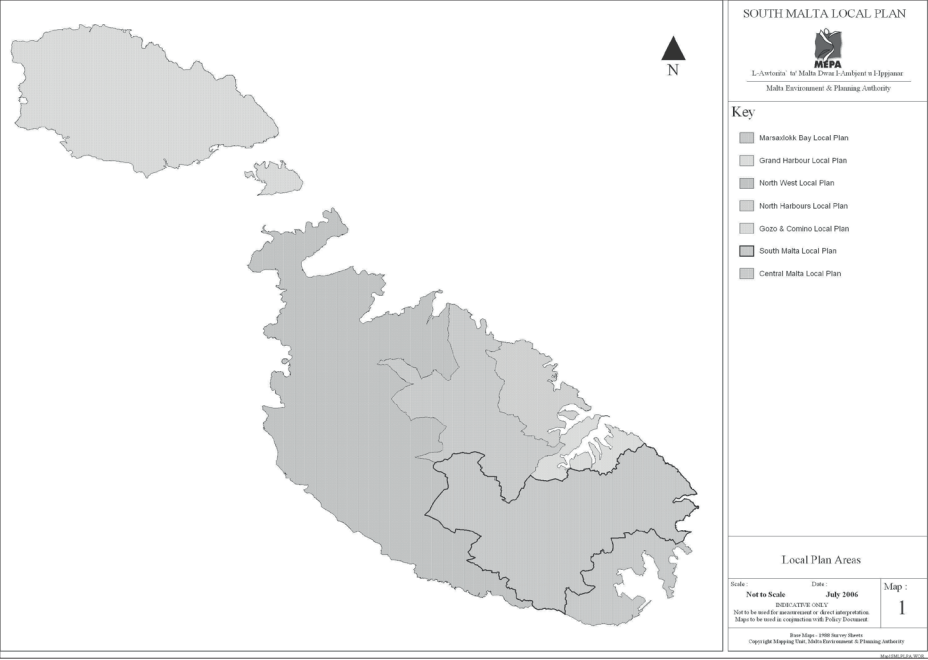 SOUTH MALTA LOCAL PLAN
MEPA
L-Awtorita` ta' Malta Dwar l-Ambjent u l-Ippjanar
Malta Environment & Planning Authority
N
Key
Marsaxlokk Bay Local Plan
Grand Harbour Local Plan
North West Local Plan
North Harbours Local Plan
Gozo & Comino Local Plan
South Malta Local Plan
Central Malta Local Plan
Local Plan Areas
Scale :
Not to Scale
Date :
July 2006
INDICATIVE ONLY
Not to be used for measurement or direct interpretation
Maps to be used in conjunction with Policy Document
Map :
1
Base Maps - 1988 Survey Sheets
Copyright Mapping Unit, Malta Environment & Planning Authority